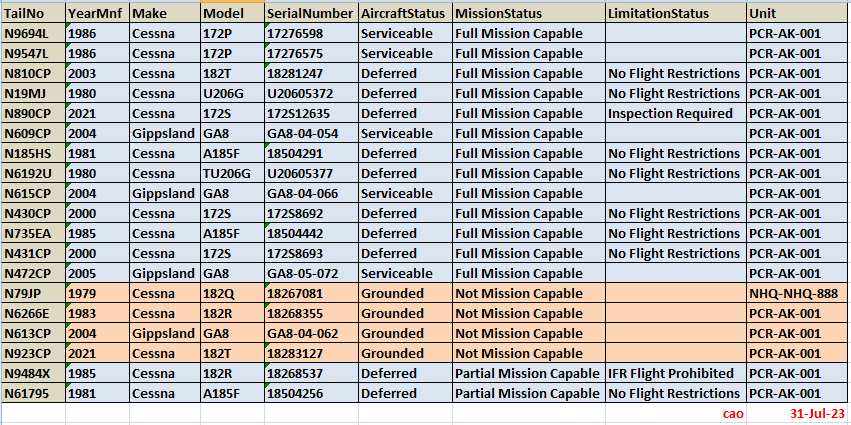 TailNo YearMnf Make Model SerialNumber AircraftStatus MissionStatus LimitationStatus Unit
N9694L 1986 Cessna 172P 17276598 Serviceable Full Mission Capable PCR-AK-001
N9547L 1986 Cessna 172P 17276575 Serviceable Full Mission Capable PCR-AK-001
N810CP 2003 Cessna 182T 18281247 Deferred Full Mission Capable No Flight Restrictions PCR-AK-001
N19MJ 1980 Cessna U206G U20605372 Deferred Full Mission Capable No Flight Restrictions PCR-AK-001
N890CP 2021 Cessna 172S 172S12635 Deferred Full Mission Capable Inspection Required PCR-AK-001
N609CP 2004 Gippsland GA8 GA8-04-054 Serviceable Full Mission Capable PCR-AK-001
N185HS 1981 Cessna A185F 18504291 Deferred Full Mission Capable No Flight Restrictions PCR-AK-001
N6192U 1980 Cessna TU206G U20605377 Deferred Full Mission Capable No Flight Restrictions PCR-AK-001
N615CP 2004 Gippsland GA8 GA8-04-066 Serviceable Full Mission Capable PCR-AK-001
N430CP 2000 Cessna 172S 172S8692 Deferred Full Mission Capable No Flight Restrictions PCR-AK-001
N735EA 1985 Cessna A185F 18504442 Deferred Full Mission Capable No Flight Restrictions PCR-AK-001
N431CP 2000 Cessna 172S 172S8693 Deferred Full Mission Capable No Flight Restrictions PCR-AK-001
N472CP 2005 Gippsland GA8 GA8-05-072 Serviceable Full Mission Capable PCR-AK-001
N79JP 1979 Cessna 182Q 18267081 Grounded Not Mission Capable NHQ-NHQ-888
N6266E 1983 Cessna 182R 18268355 Grounded Not Mission Capable PCR-AK-001
N613CP 2004 Gippsland GA8 GA8-04-062 Grounded Not Mission Capable PCR-AK-001
N923CP 2021 Cessna 182T 18283127 Grounded Not Mission Capable PCR-AK-001
N9484X 1985 Cessna 182R 18268537 Deferred Partial Mission Capable IFR Flight Prohibited PCR-AK-001
N61795 1981 Cessna A185F 18504256 Deferred Partial Mission Capable No Flight Restrictions PCR-AK-001
cao 31-Jul-23